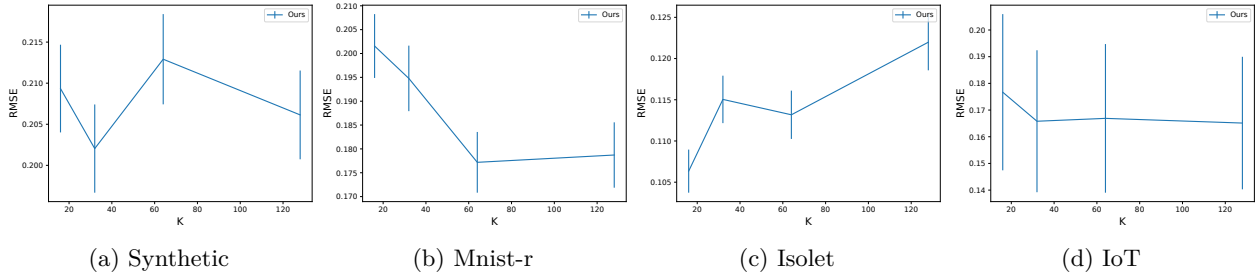 Ours
0.215
0.210
0.205
0.200
RMSE
20 40 60 80 100 120
K
(a) Synthetic
Ours
0.210
0.205
0.200
0.195
0.190
0.185
0.180
0.175
0.170
RMSE
20 40 60 80 100 120
K
(b) Mnist-r
Ours
0.125
0.120
0.115
0.110
0.105
RMSE
20 40 60 80 100 120
K
(c) Isolet
Ours
0.20
0.19
0.18
0.17
0.16
0.15
0.14
RMSE
20 40 60 80 100 120
K
(d) IoT